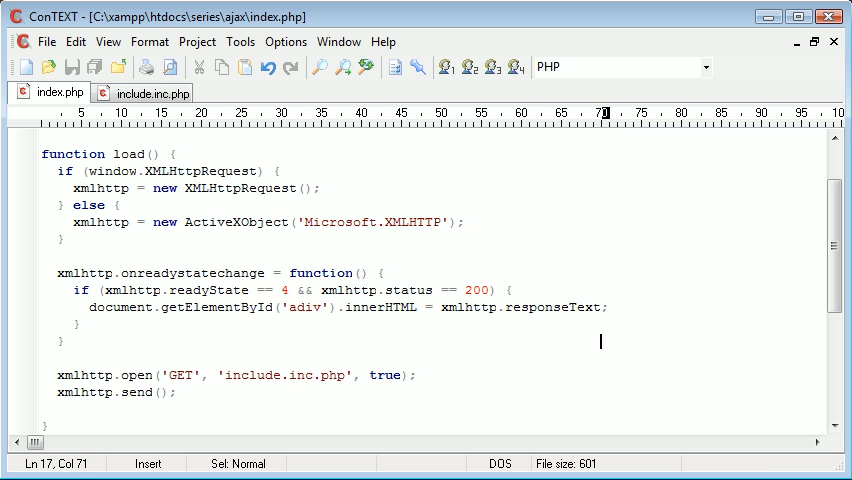 ConTEXT - [C:\xampp\htdocs\series\ajax\index.php]
File Edit View Format Project Tools Options Window Help
1 2 3 4 PHP
index.php include.inc.php
5 10 15 20 25 30 35 40 45 50 55 60 65 70 75 80 85 90 95 10
function load() {
if (window.XMLHttpRequest) {
xmlhttp = new XMLHttpRequest();
} else {
xmlhttp = new ActiveXObject('Microsoft.XMLHTTP');
}
xmlhttp.onreadystatechange = function() {
if (xmlhttp.readyState == 4 && xmlhttp.status == 200) {
document.getElementById('adiv').innerHTML = xmlhttp.responseText;
}
}
xmlhttp.open('GET', 'include.inc.php', true);
xmlhttp.send();
}
Ln 17, Col 71 Insert Sel: Normal DOS File size: 601